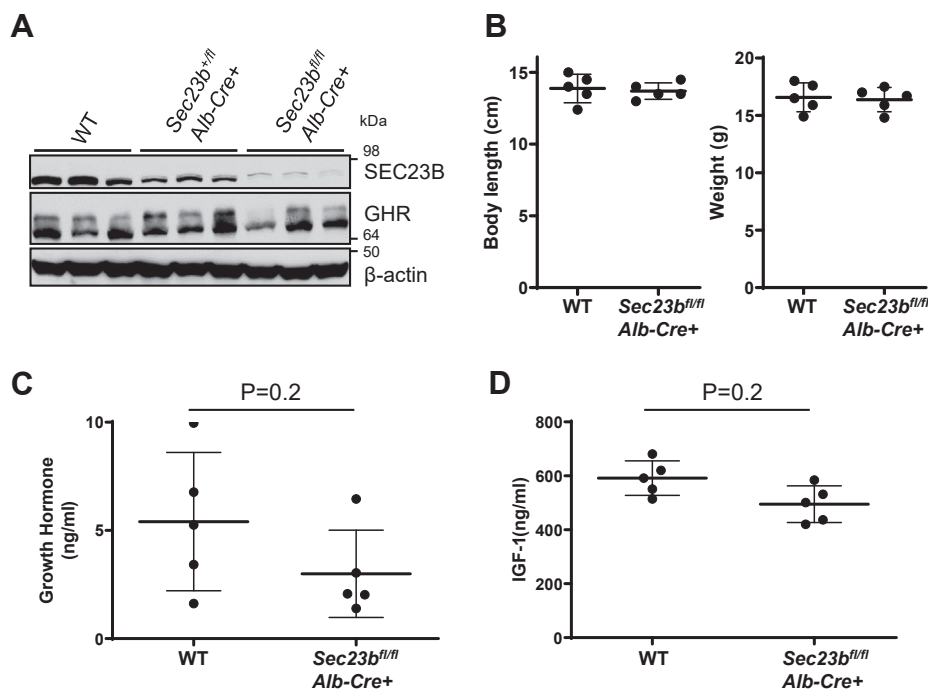 A
WT
Sec23b+/fl
Alb-Cre+
Sec23bfl/fl
Alb-Cre+
kDa
98
SEC23B
GHR
64
50
β-actin
B
15
10
5
0
Body length (cm)
WT
Sec23bfl/fl
Alb-Cre+
20
15
10
5
0
Weight (g)
WT
Sec23bfl/fl
Alb-Cre+
C
P=0.2
10
5
0
Growth Hormone
(ng/ml)
WT
Sec23bfl/fl
Alb-Cre+
D
P=0.2
800
600
400
200
0
IGF-1(ng/ml)
WT
Sec23bfl/fl
Alb-Cre+